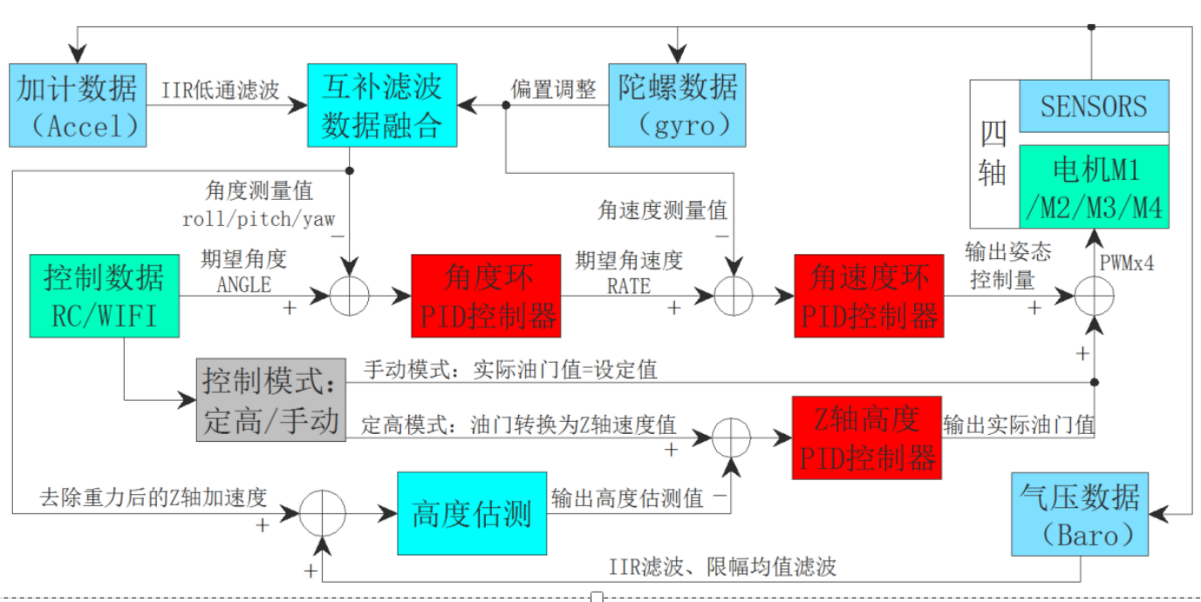 加计数据
（Accel）
IIR低通滤波
互补滤波
数据融合
偏置调整
陀螺数据
（gyro）
四
轴
SENSORS
电机M1
/M2/M3/M4
角度测量值
roll/pitch/yaw
−
角速度测量值
−
控制数据
RC/WIFI
期望角度
ANGLE
+
角度环
PID控制器
期望角速度
RATE
+
角速度环
PID控制器
输出姿态
控制量
+
PWMx4
+
控制模式：
定高/手动
手动模式：实际油门值=设定值
定高模式：油门转换为Z轴速度值
+
Z轴高度
PID控制器
输出实际油门值
去除重力后的Z轴加速度
+
高度估测
输出高度估测值
−
气压数据
（Baro）
+
IIR滤波、限幅均值滤波